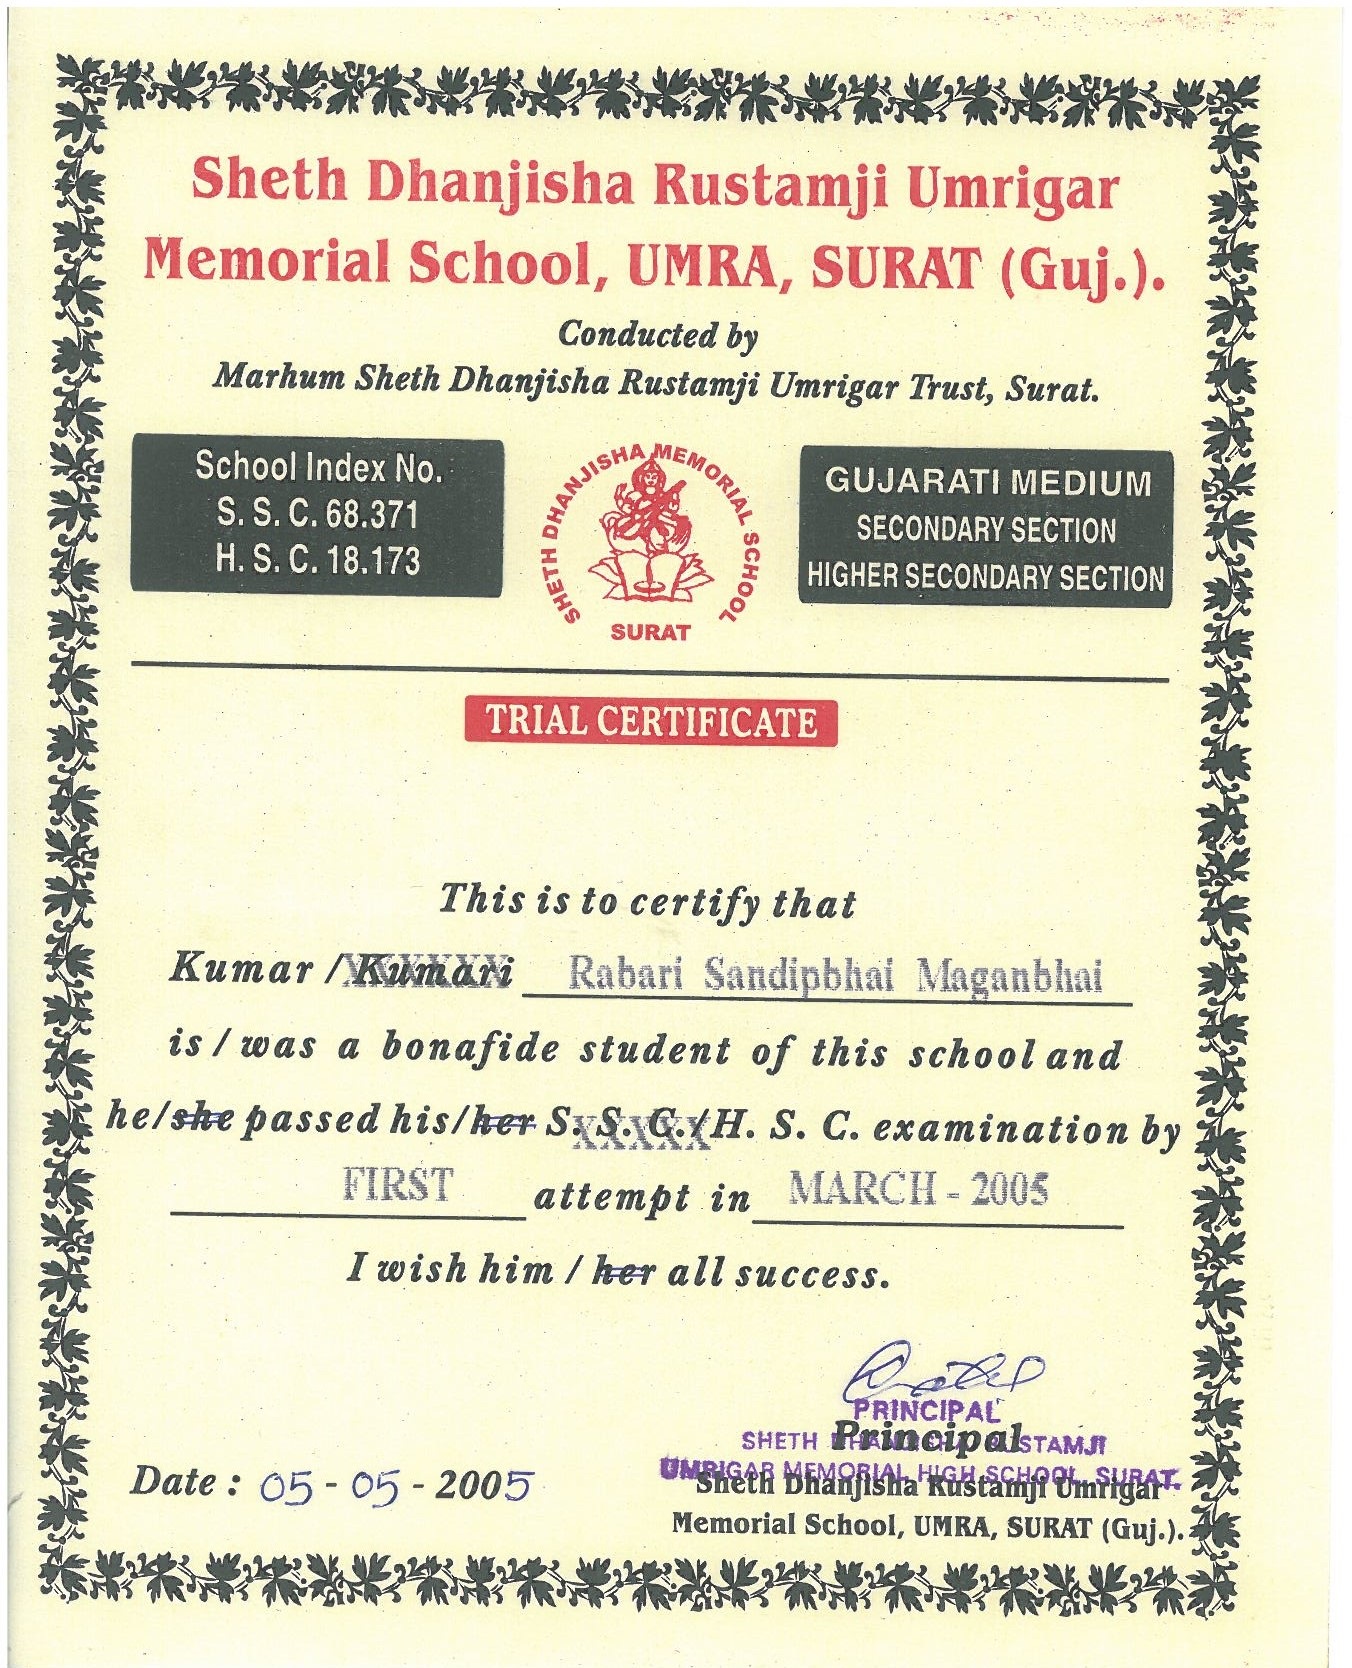 Sheth Dhanjisha Rustamji Umrigar
Memorial School, UMRA, SURAT (Guj.).
Conducted by
Marhum Sheth Dhanjisha Rustamji Umrigar Trust, Surat.
School Index No.
S. S. C. 68.371
H. S. C. 18.173
SHETH DHANJISHA MEMORIAL SCHOOL
SURAT
GUJARATI MEDIUM
SECONDARY SECTION
HIGHER SECONDARY SECTION
TRIAL CERTIFICATE
This is to certify that
Kumar / Kumari Rabari Sandipbhai Maganbhai
is / was a bonafide student of this school and
he/she passed his/her S. S. C./H. S. C. examination by
FIRST attempt in MARCH - 2005
I wish him / her all success.
PRINCIPAL
SHETH DHANJISHA RUSTAMJI
UMRIGAR MEMORIAL HIGH SCHOOL, SURAT.
Principal
Date : 05 - 05 - 2005
Sheth Dhanjisha Rustamji Umrigar
Memorial School, UMRA, SURAT (Guj.).